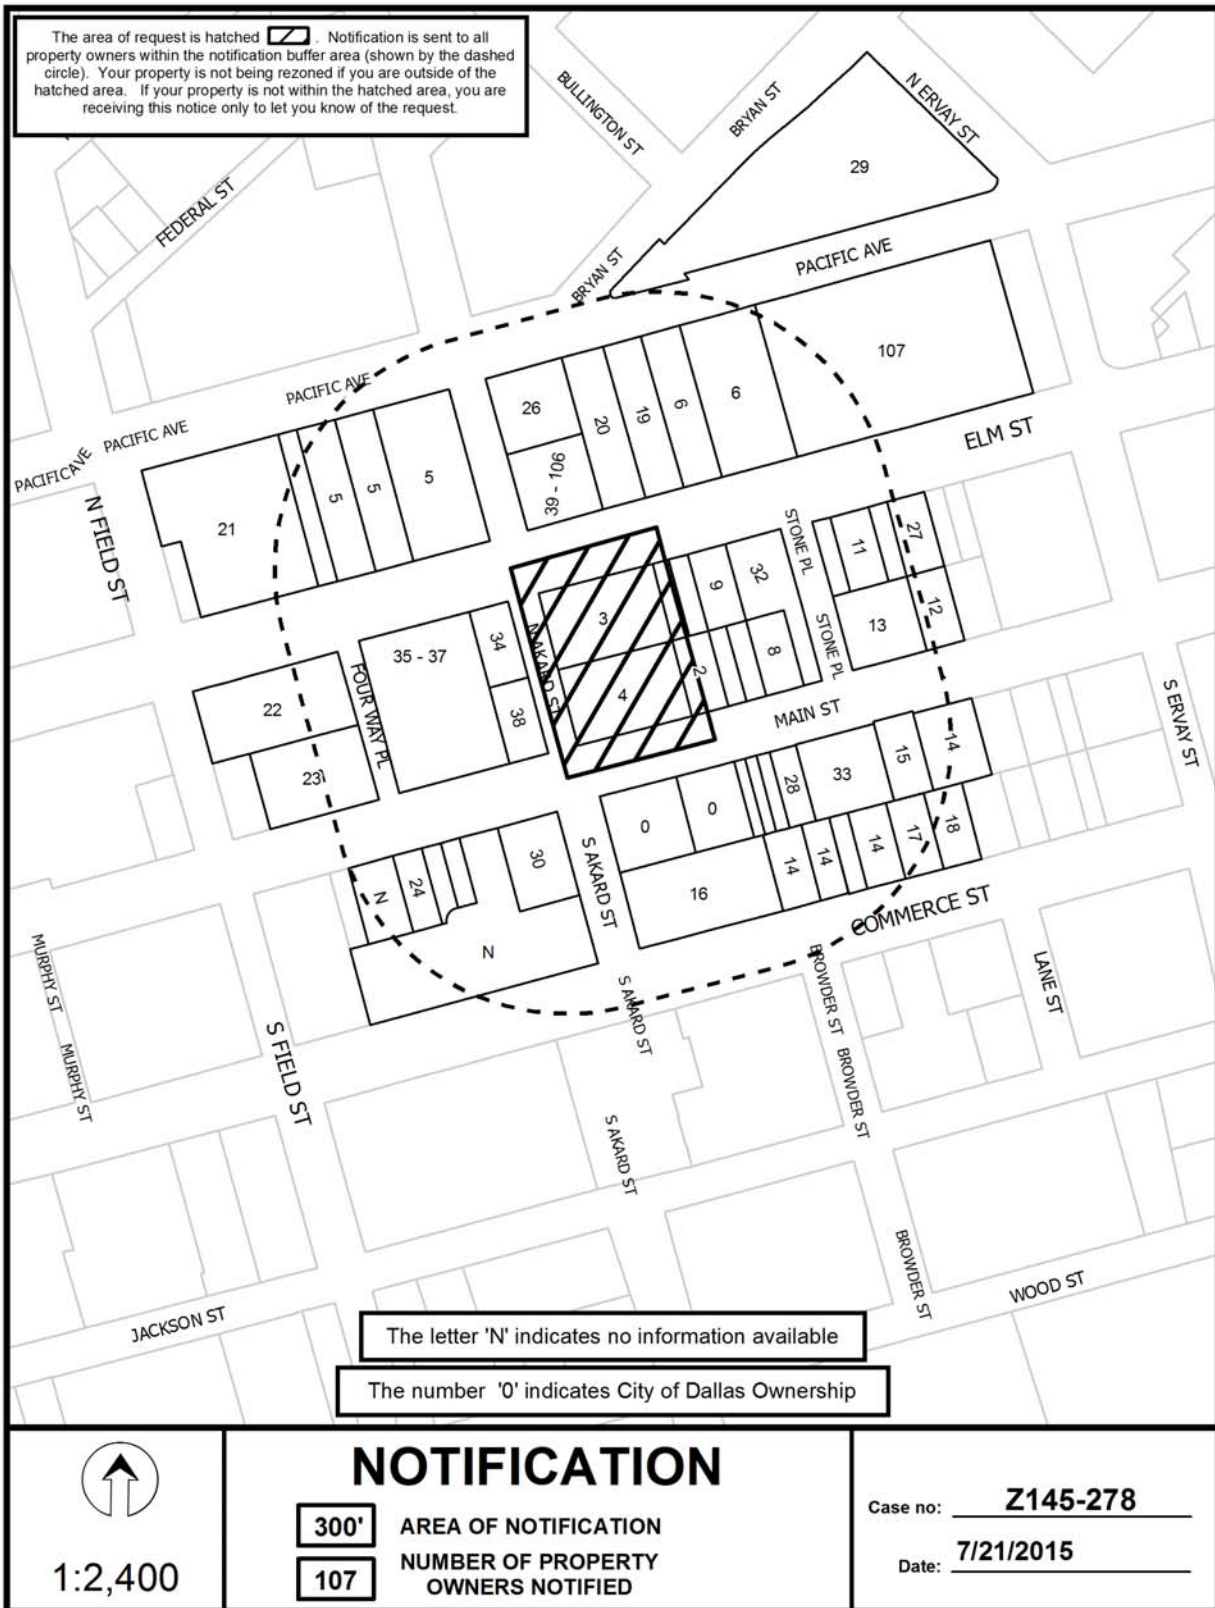 The area of request is hatched . Notification is sent to all
property owners within the notification buffer area (shown by the dashed
circle). Your property is not being rezoned if you are outside of the
hatched area. If your property is not within the hatched area, you are
receiving this notice only to let you know of the request.
BULLINGTON ST
BRYAN ST
N ERVAY ST
29
FEDERAL ST
BRYAN ST
PACIFIC AVE
107
PACIFIC AVE
PACIFIC AVE
PACIFIC AVE
26
20
19
6
6
ELM ST
39 - 106
5
5
5
21
N FIELD ST
STONE PL
11
27
9
32
3
N AKARD ST
STONE PL
13
12
34
35 - 37
8
2
4
22
FOUR WAY PL
38
MAIN ST
S ERVAY ST
23
14
15
33
28
0
0
14
14
14
17
18
30
S AKARD ST
16
N
24
COMMERCE ST
N
MURPHY ST
BROWDER ST
LANE ST
S AKARD ST
S FIELD ST
MURPHY ST
BROWDER ST
S AKARD ST
BROWDER ST
WOOD ST
JACKSON ST
The letter 'N' indicates no information available
The number '0' indicates City of Dallas Ownership
1:2,400
NOTIFICATION
300' AREA OF NOTIFICATION
107 NUMBER OF PROPERTY
OWNERS NOTIFIED
Case no: Z145-278
Date: 7/21/2015